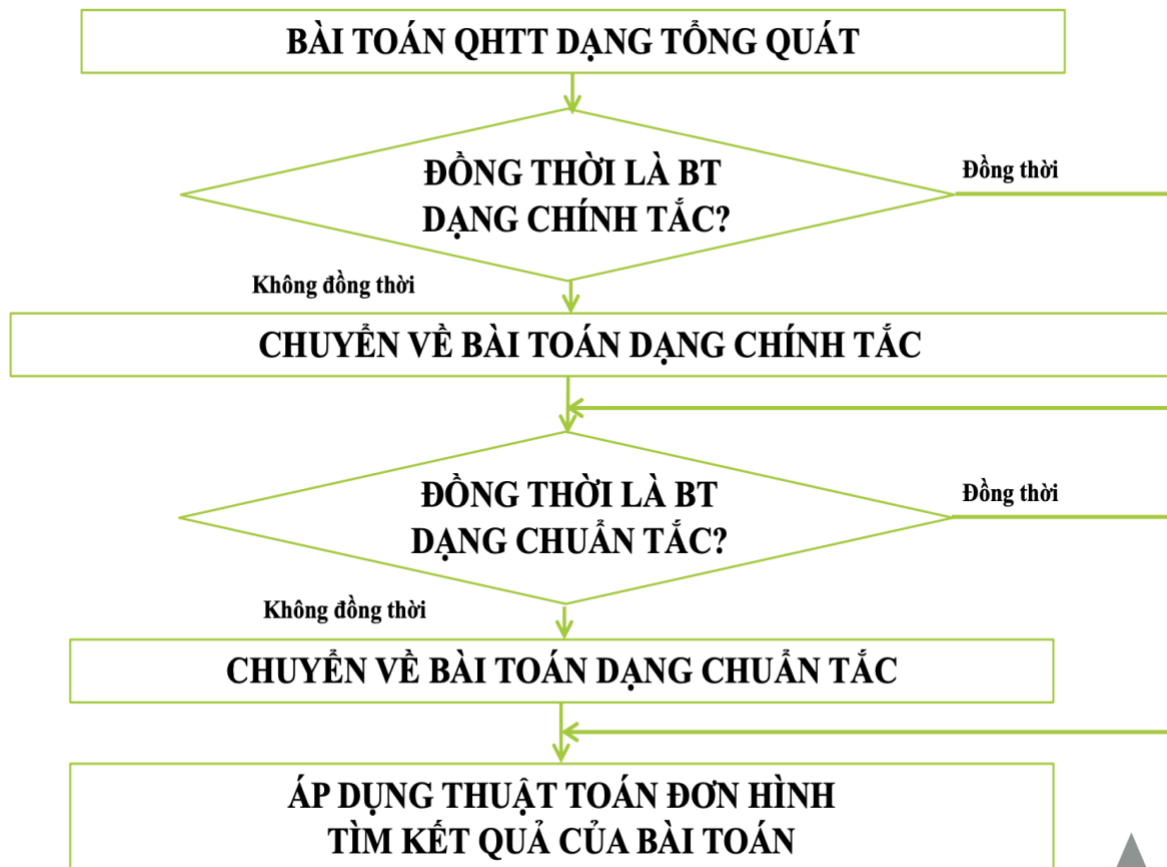 BÀI TOÁN QHTT DẠNG TỔNG QUÁT
ĐỒNG THỜI LÀ BT
DẠNG CHÍNH TẮC?
Đồng thời
Không đồng thời
CHUYỂN VỀ BÀI TOÁN DẠNG CHÍNH TẮC
ĐỒNG THỜI LÀ BT
DẠNG CHUẨN TẮC?
Đồng thời
Không đồng thời
CHUYỂN VỀ BÀI TOÁN DẠNG CHUẨN TẮC
ÁP DỤNG THUẬT TOÁN ĐƠN HÌNH
TÌM KẾT QUẢ CỦA BÀI TOÁN